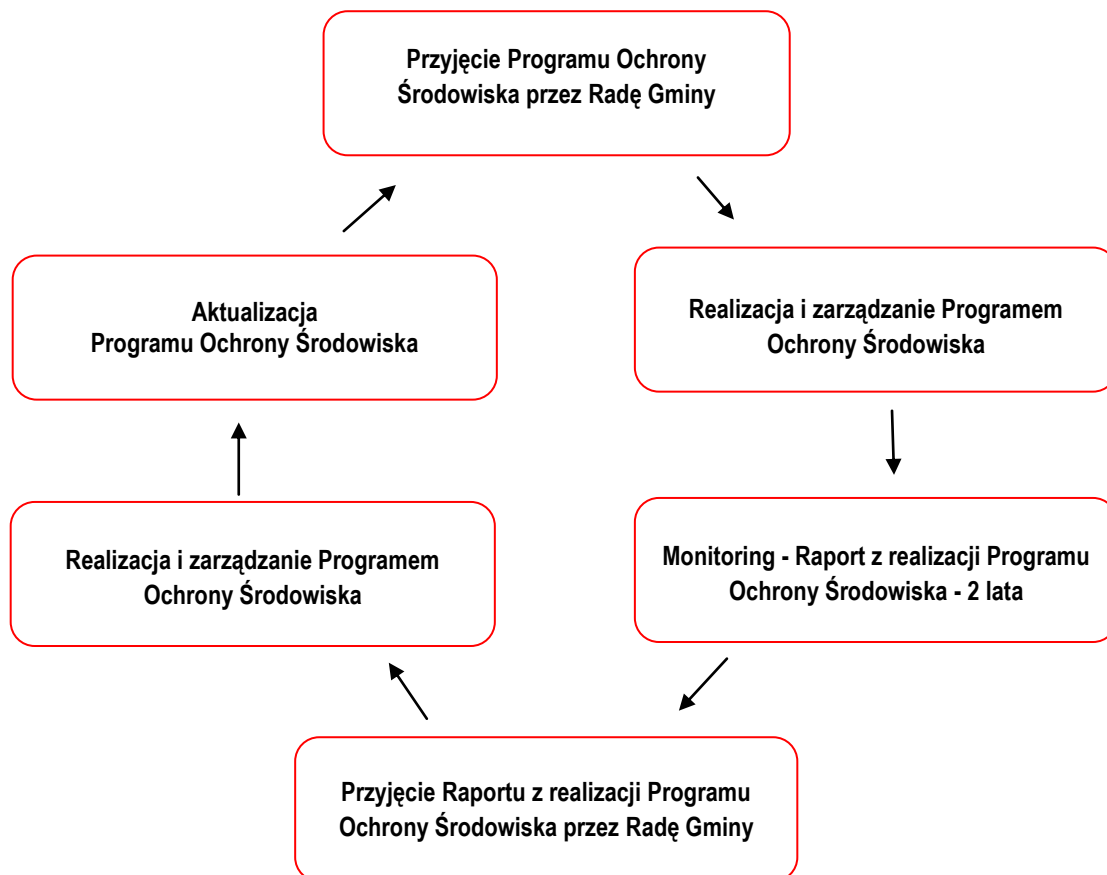 Przyjęcie Programu Ochrony
Środowiska przez Radę Gminy
Aktualizacja
Programu Ochrony Środowiska
Realizacja i zarządzanie Programem
Ochrony Środowiska
Realizacja i zarządzanie Programem
Ochrony Środowiska
Monitoring - Raport z realizacji Programu
Ochrony Środowiska - 2 lata
Przyjęcie Raportu z realizacji Programu
Ochrony Środowiska przez Radę Gminy